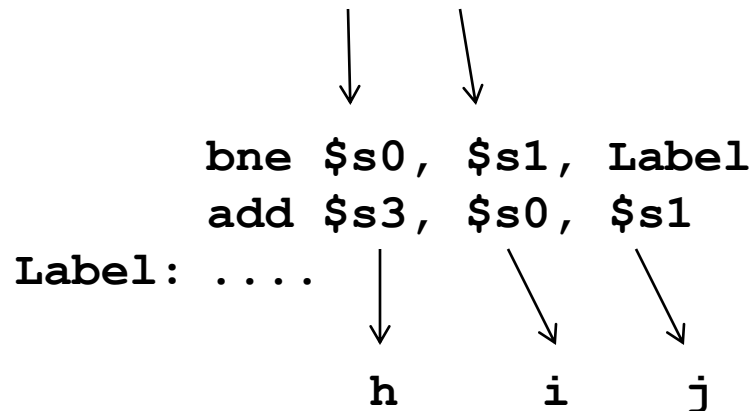 bne $s0, $s1, Label
add $s3, $s0, $s1
Label: ....
h i j